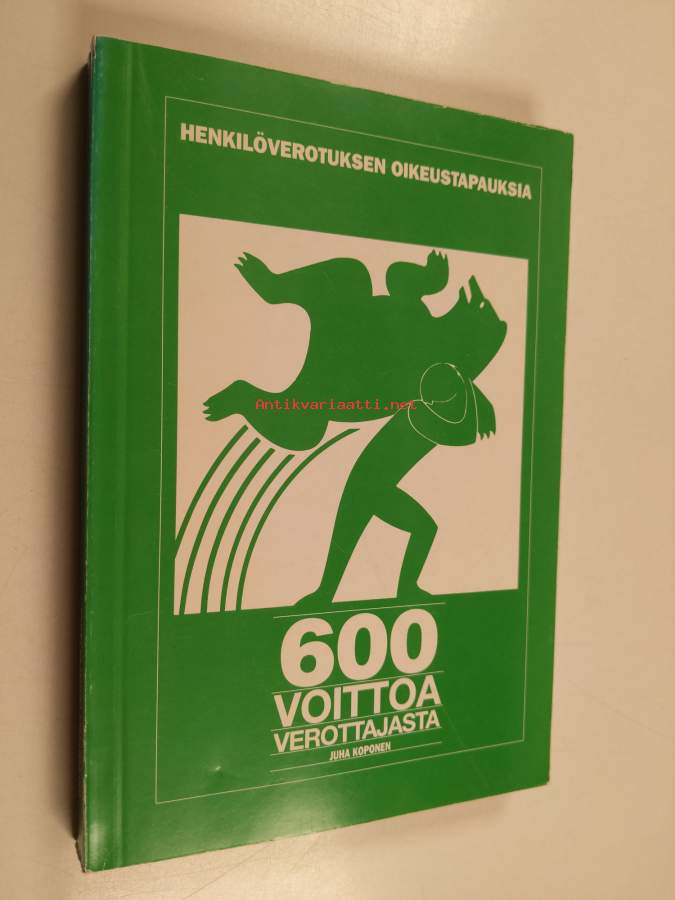 HENKILÖVEROTUKSEN OIKEUSTAPAUKSIA
Antikvariaatti.net
600
VOITTOA
VEROTTAJASTA
JUHA KOPONEN